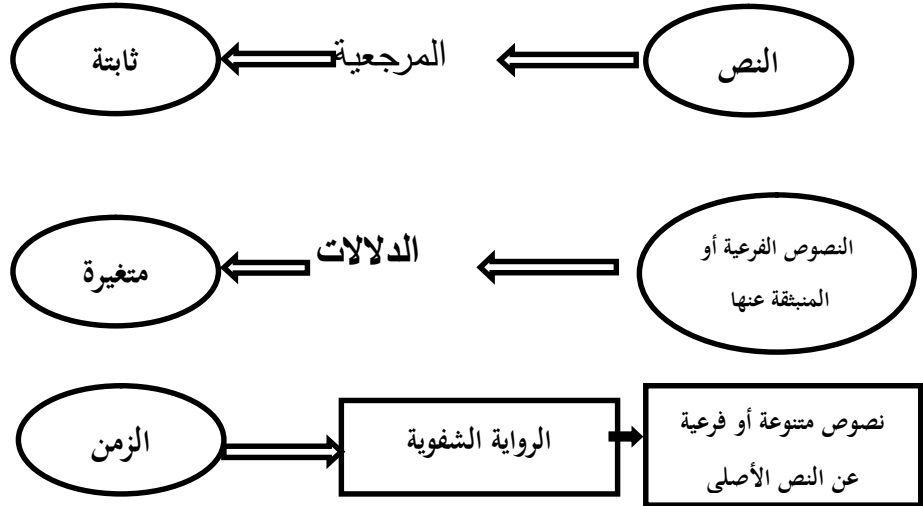 النص
المرجعية
ثابتة
النصوص الفرعية أو
المنبثقة عنها
الدلالات
متغيرة
الزمن
الرواية الشفوية
نصوص متنوعة أو فرعية
عن النص الأصلى